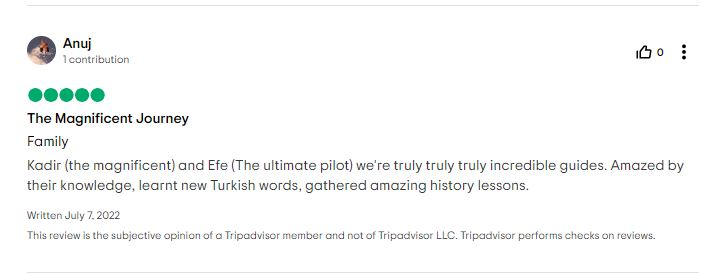 Anuj
1 contribution
0
The Magnificent Journey
Family
Kadir (the magnificent) and Efe (The ultimate pilot) we're truly truly truly incredible guides. Amazed by
their knowledge, learnt new Turkish words, gathered amazing history lessons.
Written July 7, 2022
This review is the subjective opinion of a Tripadvisor member and not of Tripadvisor LLC. Tripadvisor performs checks on reviews.